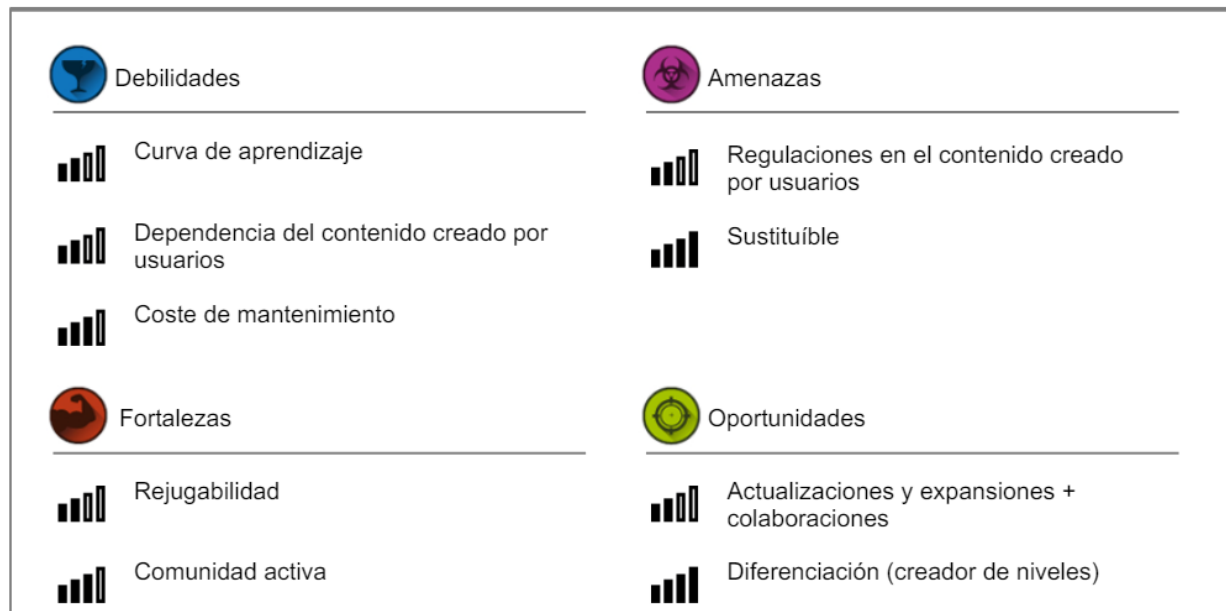 Debilidades
Curva de aprendizaje
Dependencia del contenido creado por
usuarios
Coste de mantenimiento
Amenazas
Regulaciones en el contenido creado
por usuarios
Sustituíble
Fortalezas
Rejugabilidad
Comunidad activa
Oportunidades
Actualizaciones y expansiones +
colaboraciones
Diferenciación (creador de niveles)